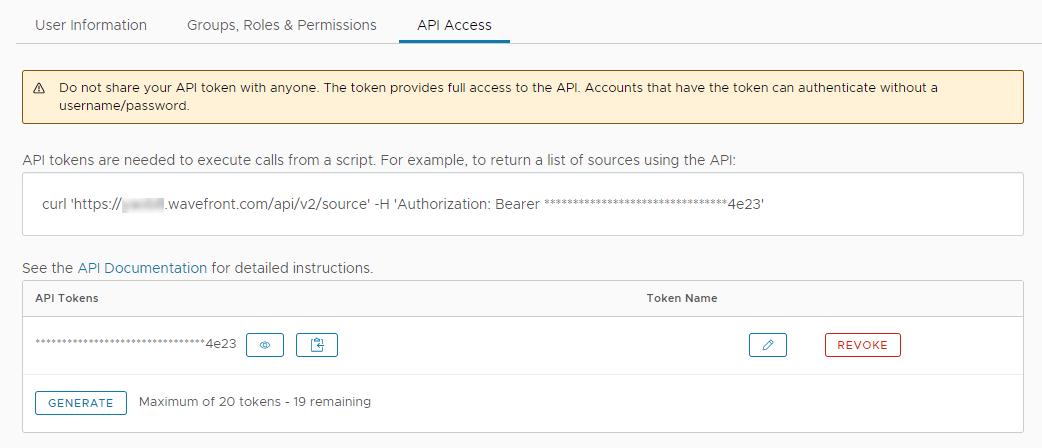 User Information
Groups, Roles & Permissions
API Access
Do not share your API token with anyone. The token provides full access to the API. Accounts that have the token can authenticate without a
username/password.
API tokens are needed to execute calls from a script. For example, to return a list of sources using the API:
curl 'https://.wavefront.com/api/v2/source' -H 'Authorization: Bearer ********************************4e23'
See the API Documentation for detailed instructions.
API Tokens
Token Name
********************************4e23
REVOKE
GENERATE
Maximum of 20 tokens - 19 remaining